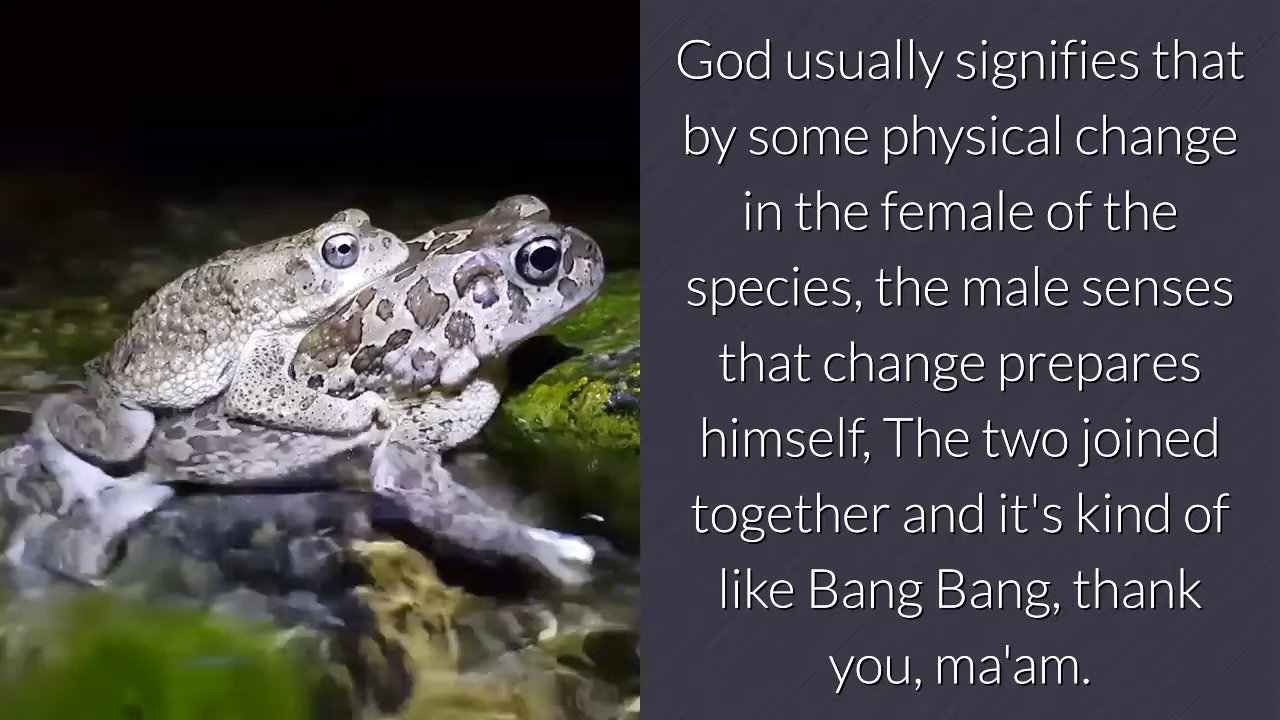 God usually signifies that
by some physical change
in the female of the
species, the male senses
that change prepares
himself, The two joined
together and it's kind of
like Bang Bang, thank
you, ma'am.